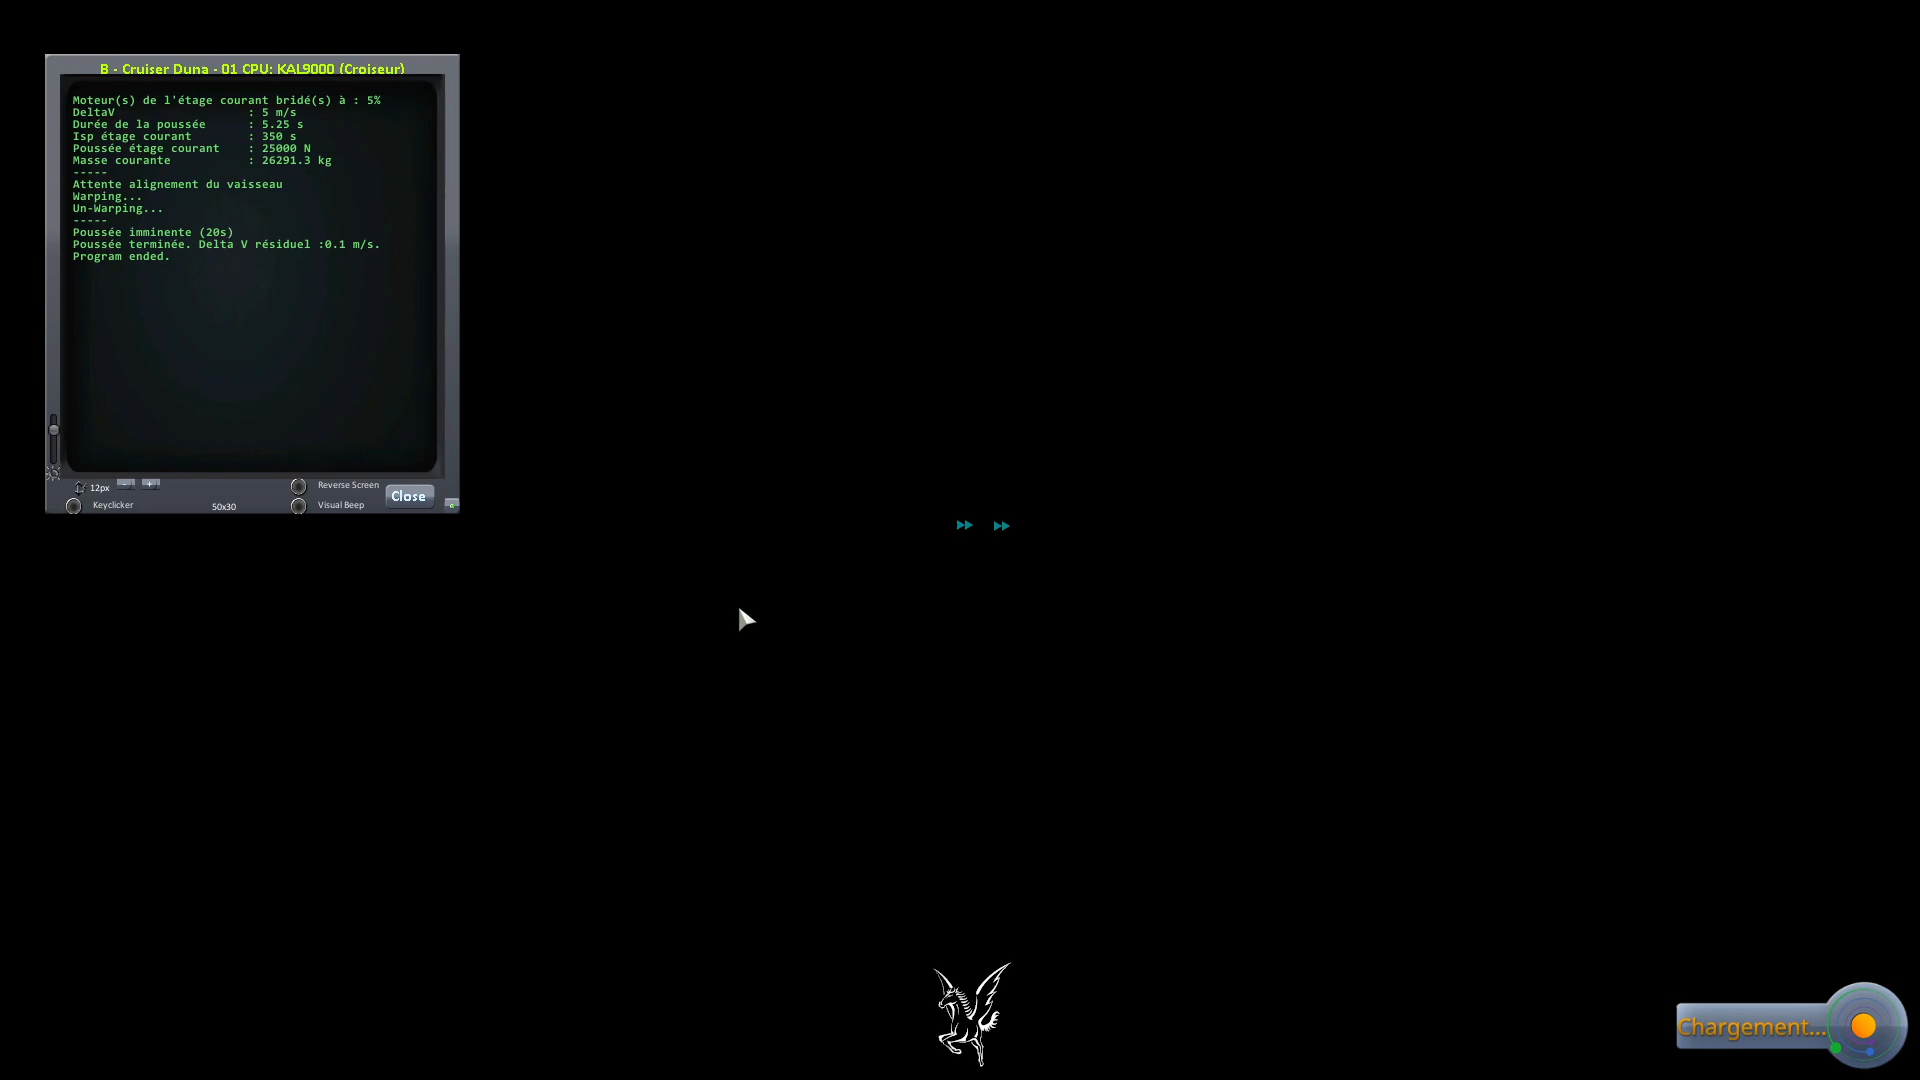 B - Cruiser Duna - 01 CPU: KAL9000 (Croiseur)
Moteur(s) de l'étage courant bridé(s) à : 5%
DeltaV : 5 m/s
Durée de la poussée : 5.25 s
Isp étage courant : 350 s
Poussée étage courant : 25000 N
Masse courante : 26291.3 kg
-----
Attente alignement du vaisseau
Warping...
Un-Warping...
-----
Poussée imminente (20s)
Poussée terminée. Delta V résiduel :0.1 m/s.
Program ended.
12px - +
Reverse Screen
Close
Keyclicker
50x30
Visual Beep
Chargement...